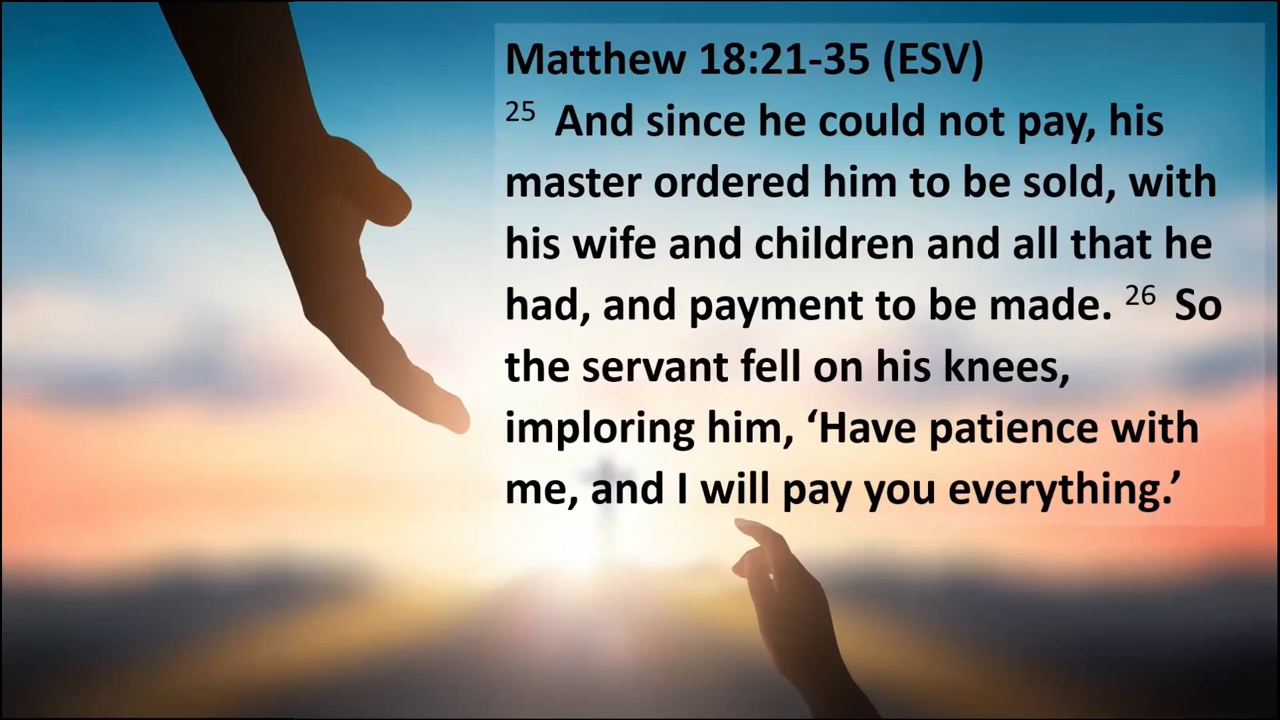 Matthew 18:21-35 (ESV)
25 And since he could not pay, his
master ordered him to be sold, with
his wife and children and all that he
had, and payment to be made. 26 So
the servant fell on his knees,
imploring him, ‘Have patience with
me, and I will pay you everything.’